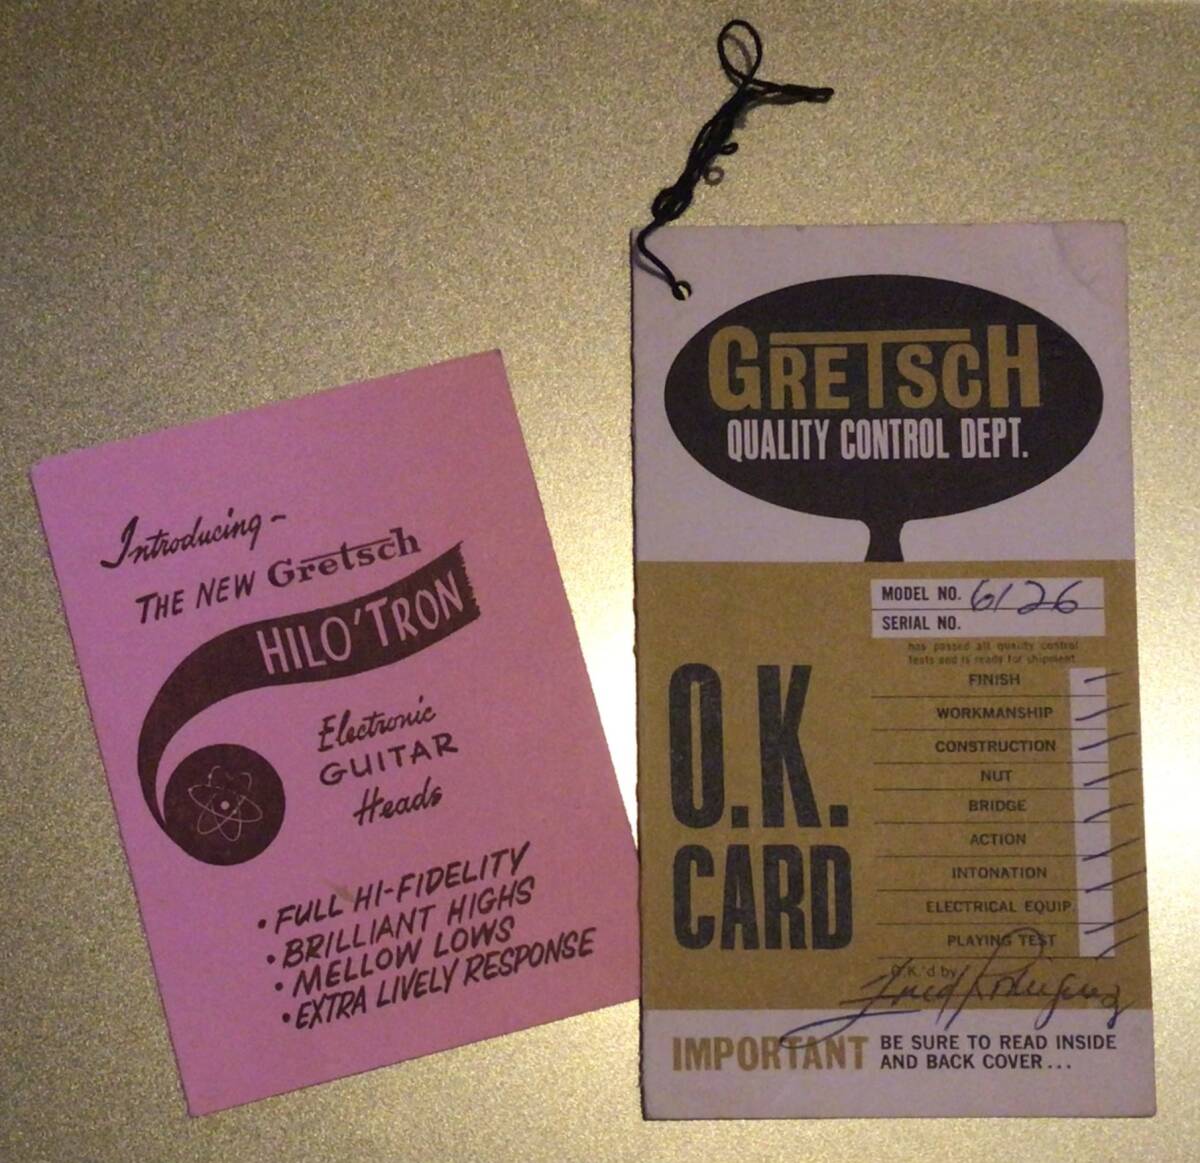 Introducing-
THE NEW Gretsch
HILO'TRON
Electronic
GUITAR
Heads
• FULL HI-FIDELITY
• BRILLIANT HIGHS
• MELLOW LOWS
• EXTRA LIVELY RESPONSE
GRETSCH
QUALITY CONTROL DEPT.
MODEL NO. 6126
SERIAL NO.
has passed all quality control
tests and is ready for shipment
O.K.
CARD
FINISH
WORKMANSHIP
CONSTRUCTION
NUT
BRIDGE
ACTION
INTONATION
ELECTRICAL EQUIP.
PLAYING TEST
O.K.'d by
IMPORTANT BE SURE TO READ INSIDE
AND BACK COVER...